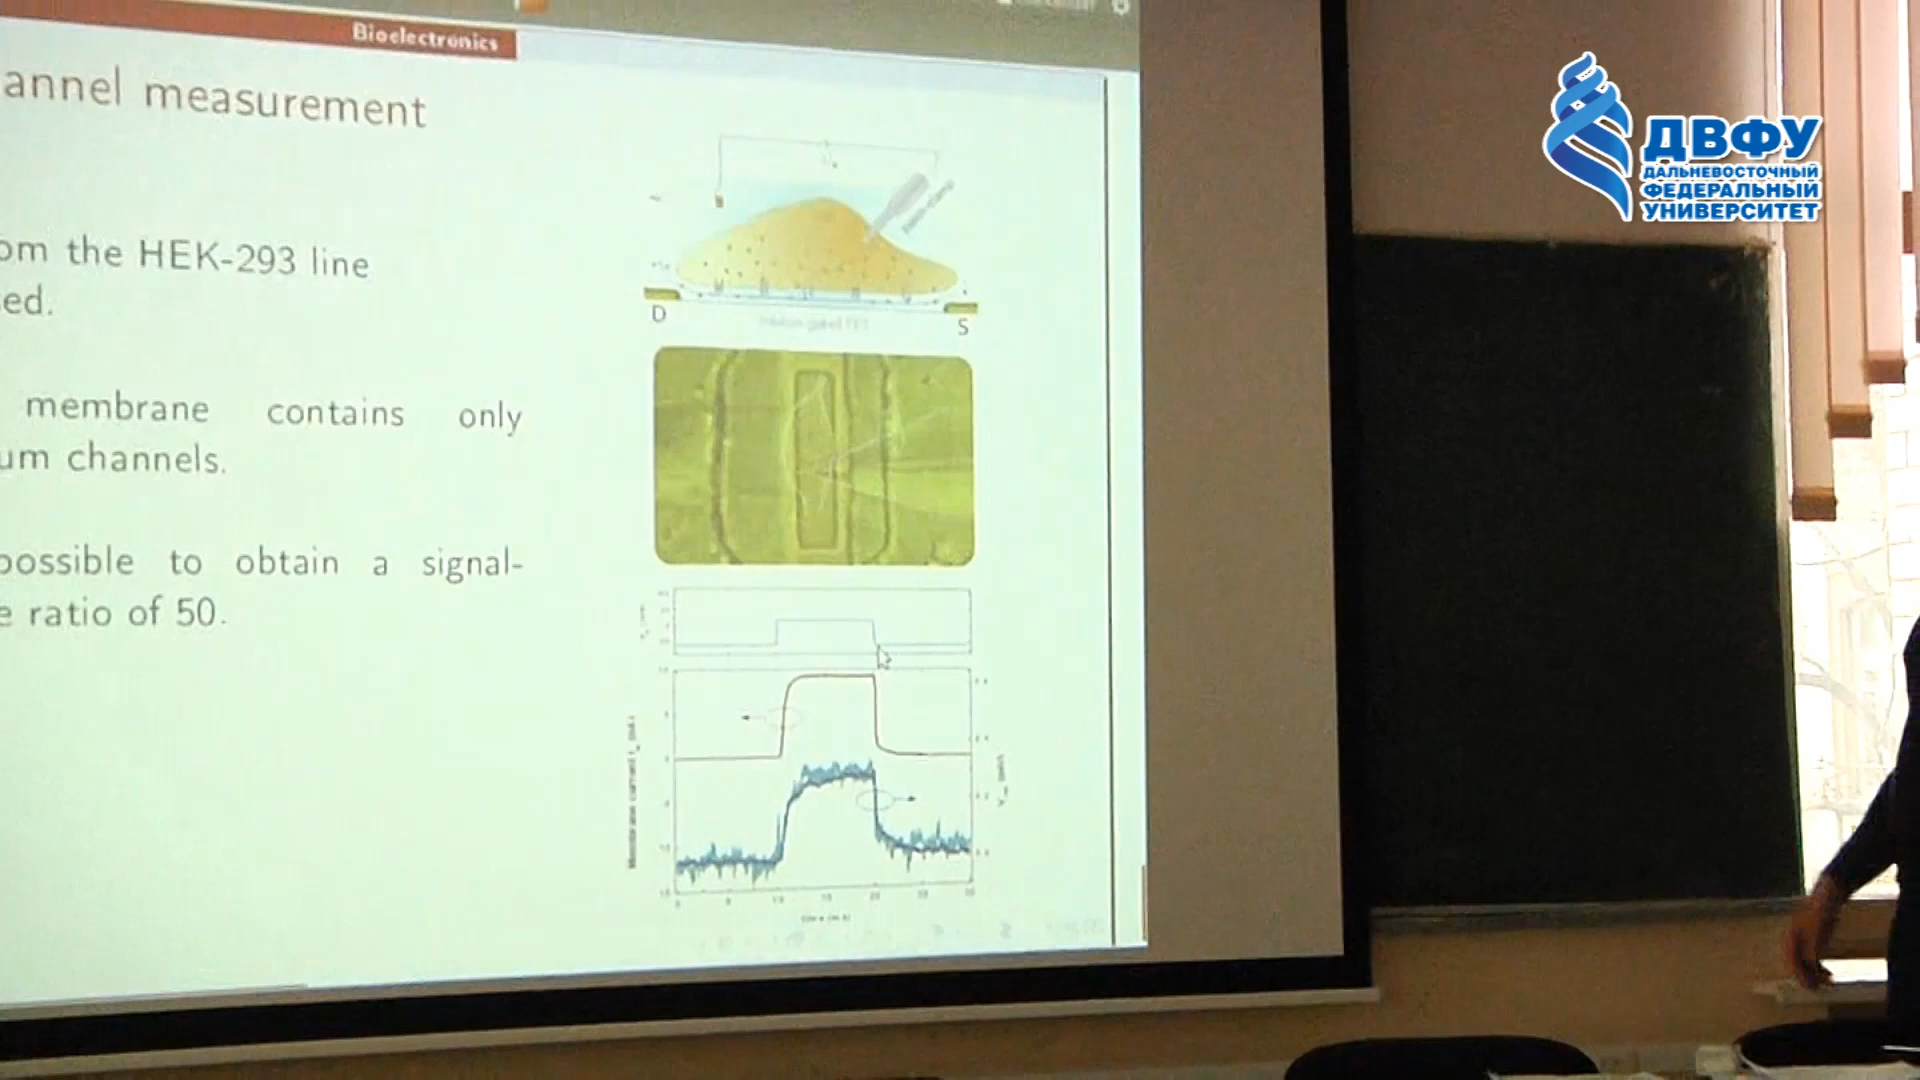 Bioelectronics
annel measurement
om the HEK-293 line
ed.
membrane contains only
um channels.
possible to obtain a signal-
e ratio of 50.
D
S
ДВФУ
ДАЛЬНЕВОСТОЧНЫЙ
ФЕДЕРАЛЬНЫЙ
УНИВЕРСИТЕТ